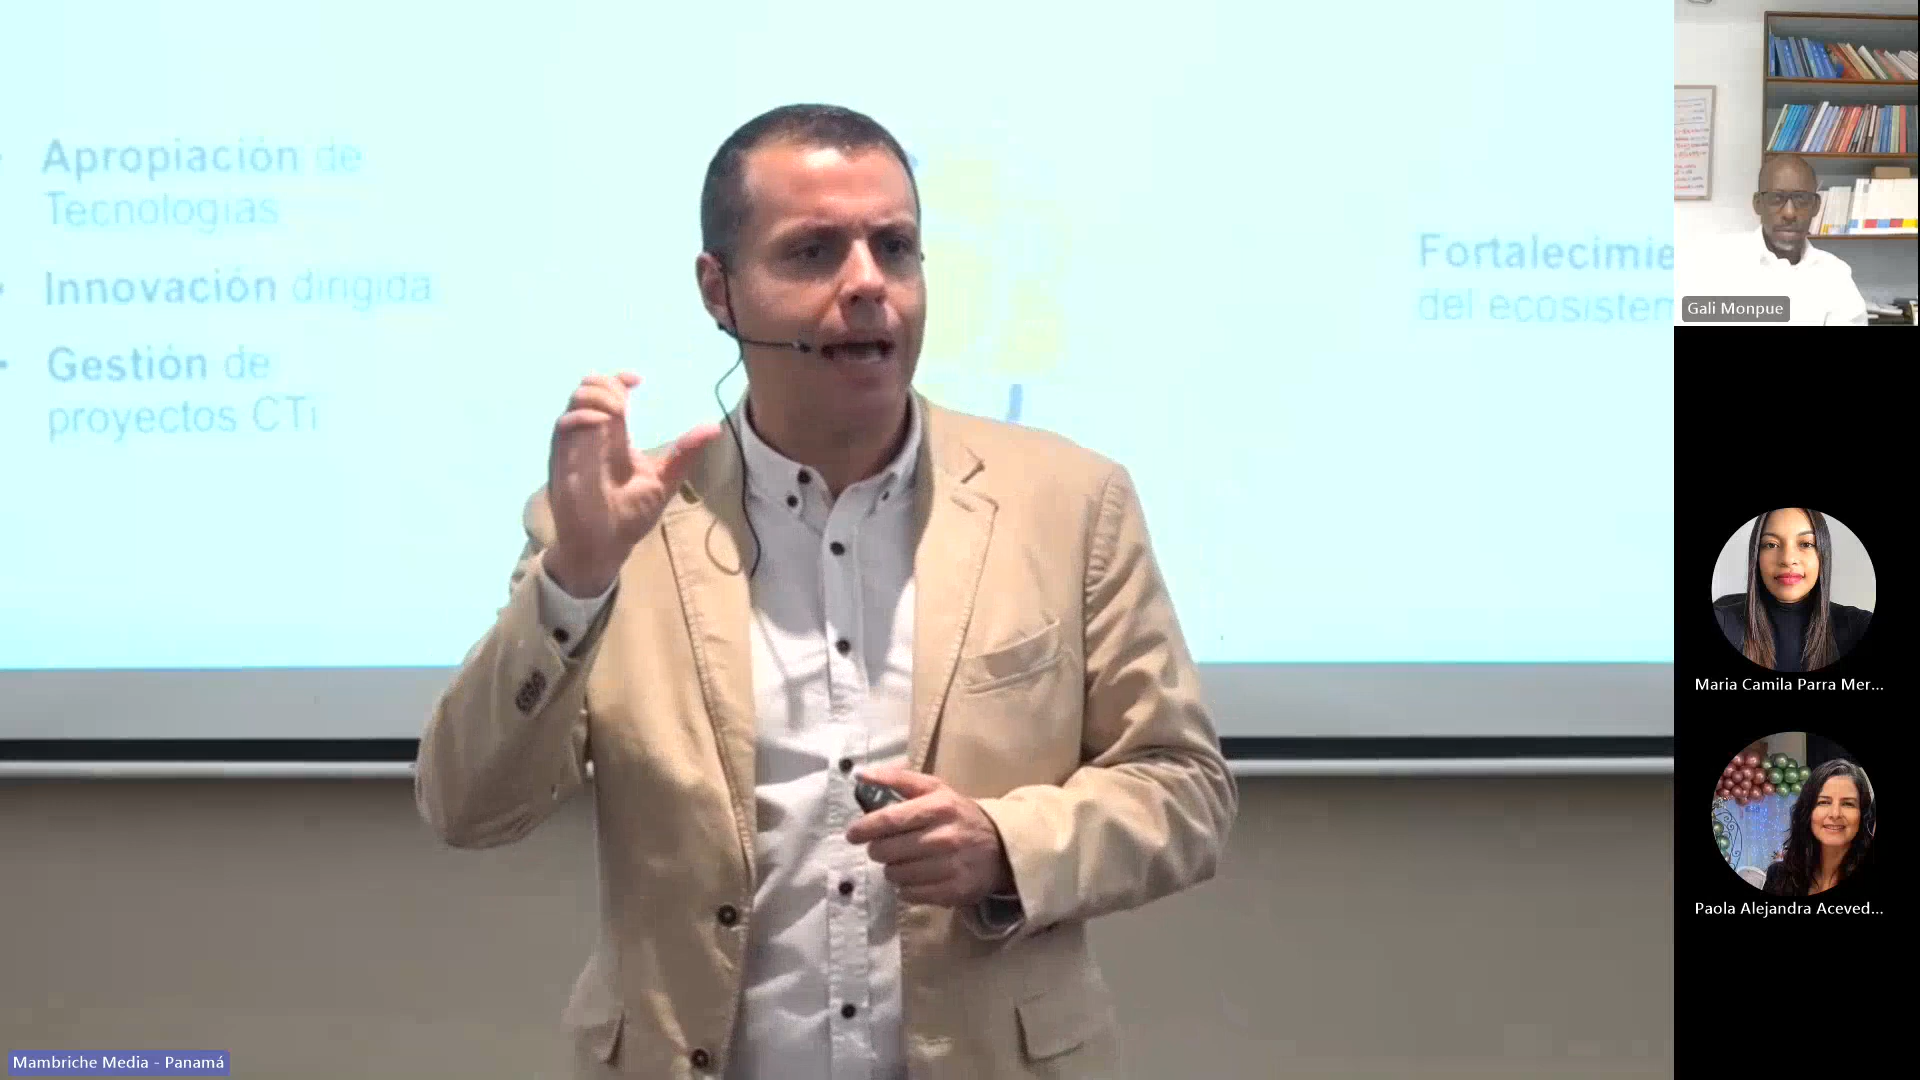 Apropiación de
Tecnologías
Innovación dirigida
Gestión de
proyectos CTi
Fortalecimie
del ecosistem
Gali Monpue
Maria Camila Parra Mer...
Paola Alejandra Aceved...
Mambriche Media - Panamá